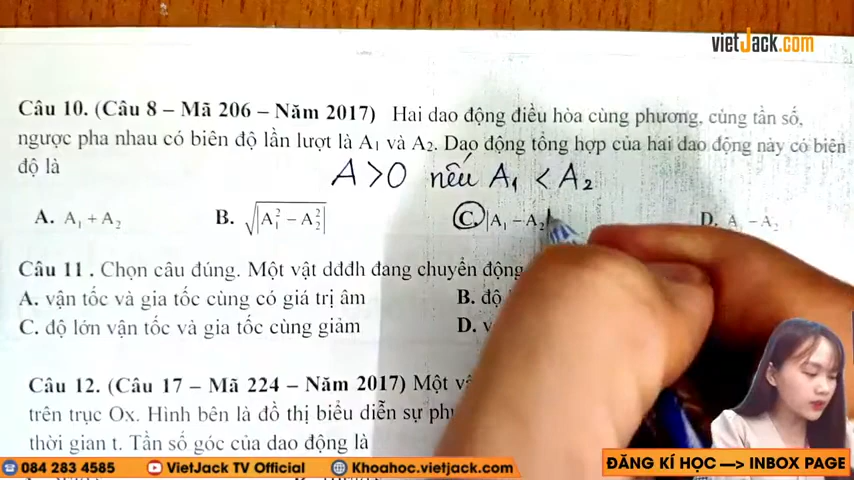 vietJack.com
Câu 10. (Câu 8 – Mã 206 – Năm 2017) Hai dao động điều hòa cùng phương, cùng tần số,
ngược pha nhau có biên độ lần lượt là A₁ và A₂. Dao động tổng hợp của hai dao động này có biên
độ là
A > 0 nếu A₁ < A₂
A. A₁ + A₂ B. √|A₁² – A₂²| C. |A₁ – A₂| D. A₁ – A₂
Câu 11 . Chọn câu đúng. Một vật dđđh đang chuyển động
A. vận tốc và gia tốc cùng có giá trị âm B. độ
C. độ lớn vận tốc và gia tốc cùng giảm D.
Câu 12. (Câu 17 – Mã 224 – Năm 2017) Một
trên trục Ox. Hình bên là đồ thị biểu diễn sự
thời gian t. Tần số góc của dao động là
084 283 4585 VietJack TV Official Khoahoc.vietjack.com
ĐĂNG KÍ HỌC —> INBOX PAGE